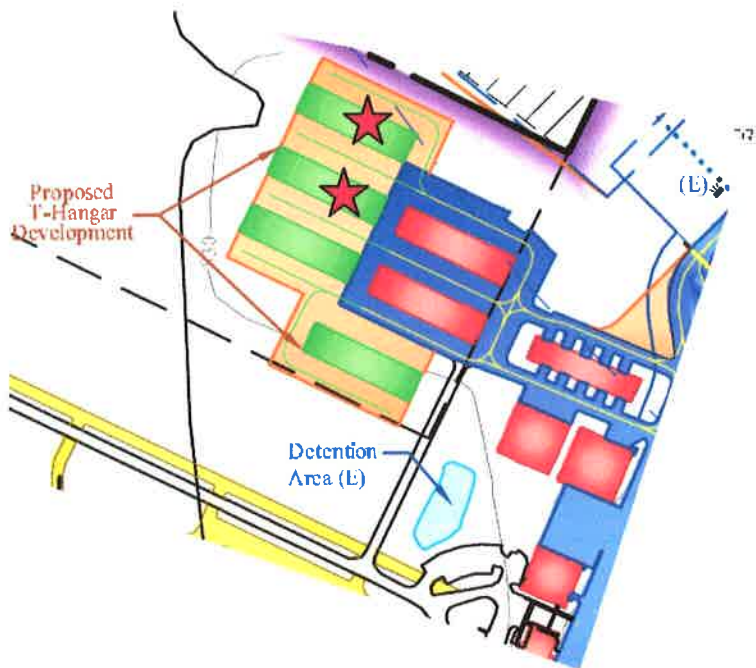 (E)
Proposed
T-Hangar
Development
Detention
Area (E)